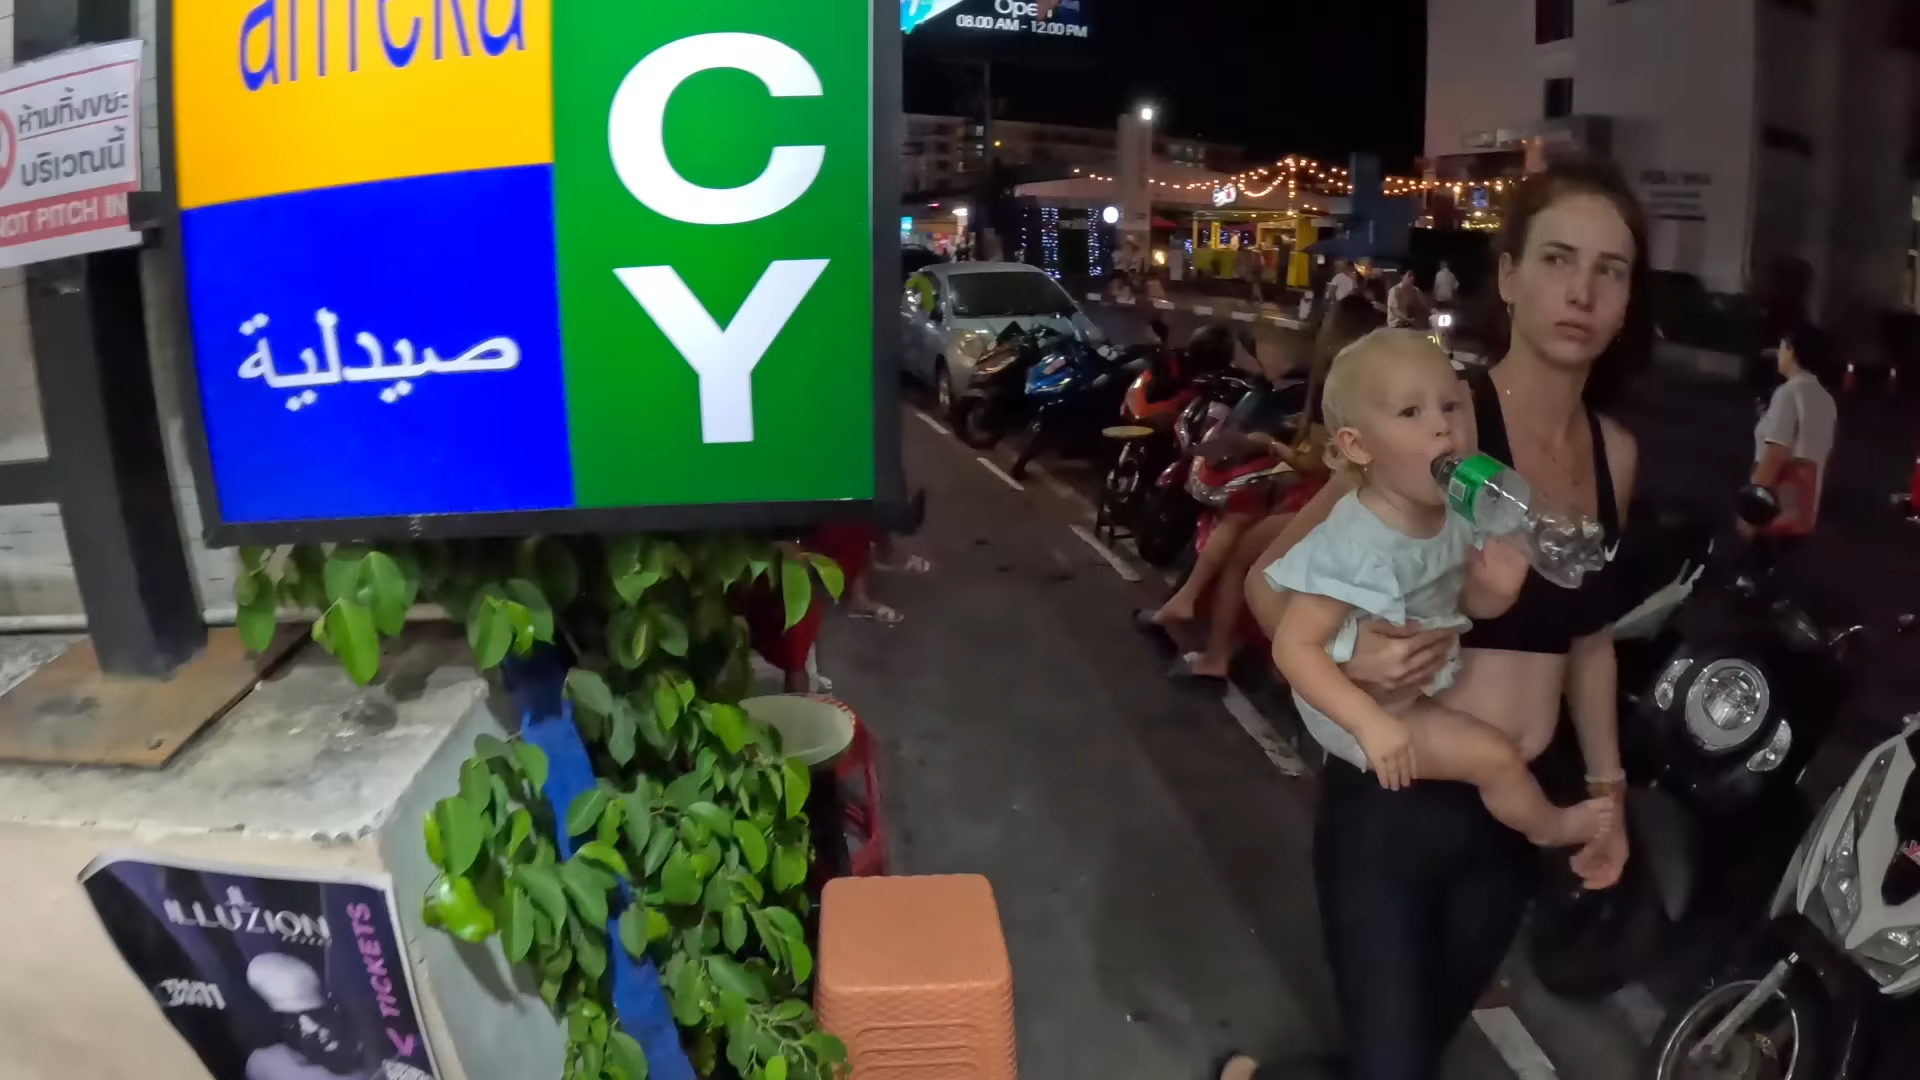 ห้ามทิ้งขยะ
บริเวณนี้
NOT PITCH IN
аптека
C
Y
صيدلية
Open
08.00 AM - 12.00 PM
ILLUZION
TICKETS